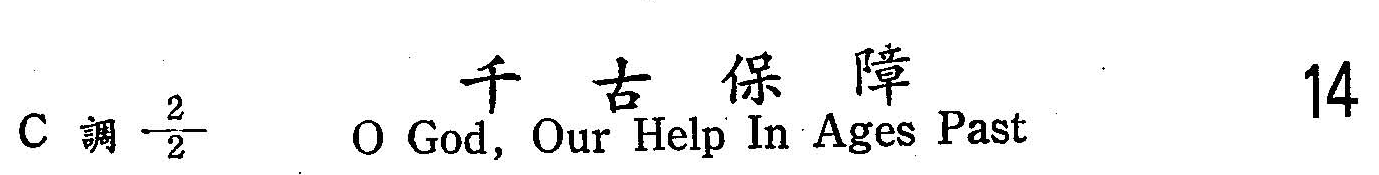 千古保障 14
C 調 2/2 O God, Our Help In Ages Past